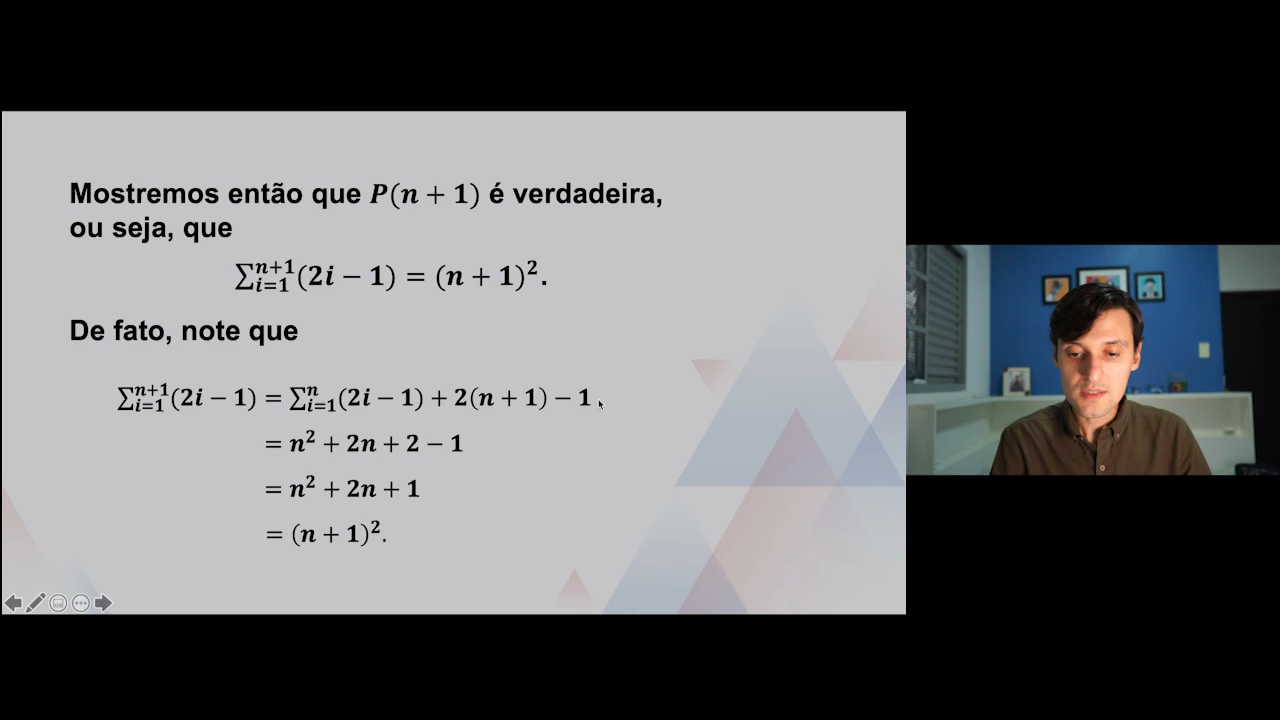 Mostremos então que P(n + 1) é verdadeira,
ou seja, que
∑_{i=1}^{n+1}(2i − 1) = (n + 1)².
De fato, note que
∑_{i=1}^{n+1}(2i − 1) = ∑_{i=1}^{n}(2i − 1) + 2(n + 1) − 1
= n² + 2n + 2 − 1
= n² + 2n + 1
= (n + 1)².